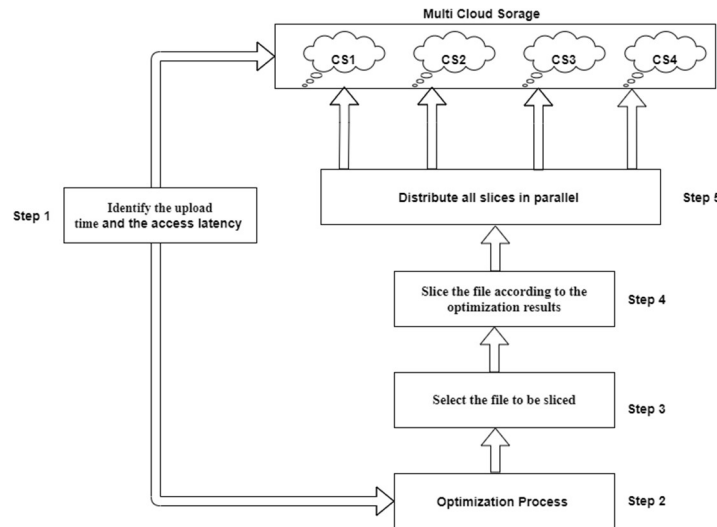 Multi Cloud Sorage
CS1
CS2
CS3
CS4
Distribute all slices in parallel
Step 5
Step 1
Identify the upload
time and the access latency
Slice the file according to the
optimization results
Step 4
Select the file to be sliced
Step 3
Optimization Process
Step 2